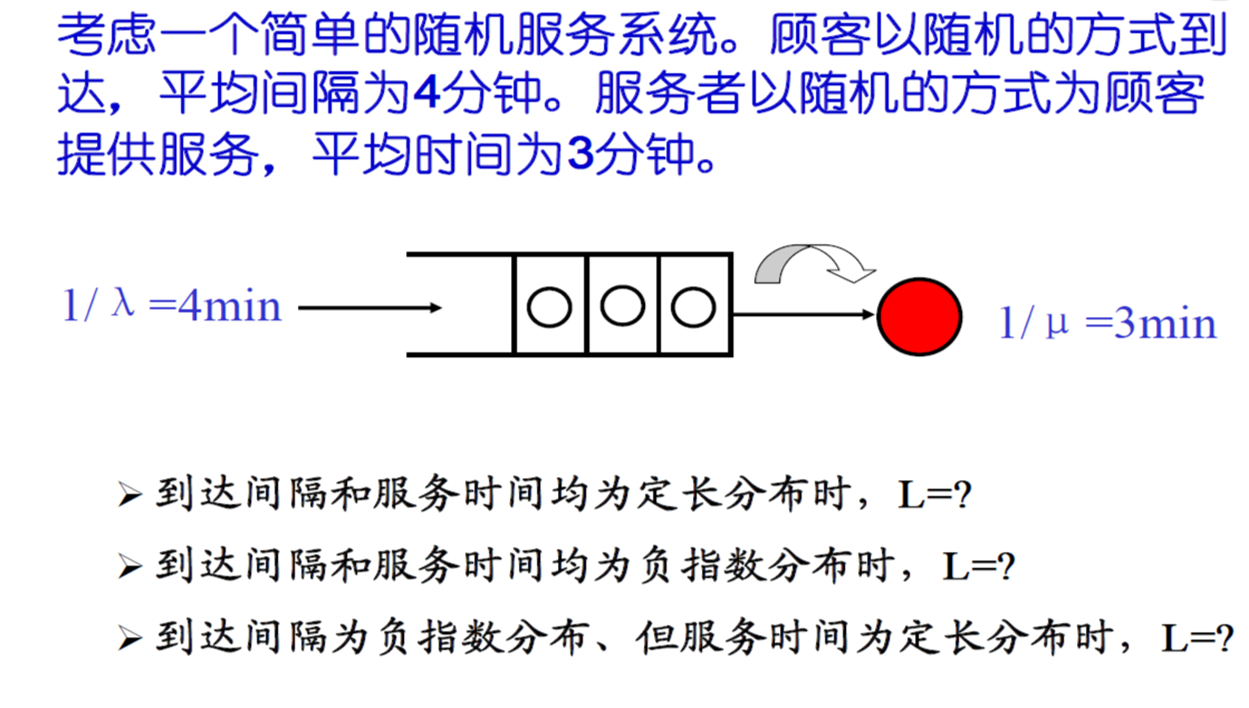 考虑一个简单的随机服务系统。顾客以随机的方式到
达，平均间隔为4分钟。服务者以随机的方式为顾客
提供服务，平均时间为3分钟。
1/λ=4min
1/μ=3min
➢ 到达间隔和服务时间均为定长分布时，L=?
➢ 到达间隔和服务时间均为负指数分布时，L=?
➢ 到达间隔为负指数分布、但服务时间为定长分布时，L=?